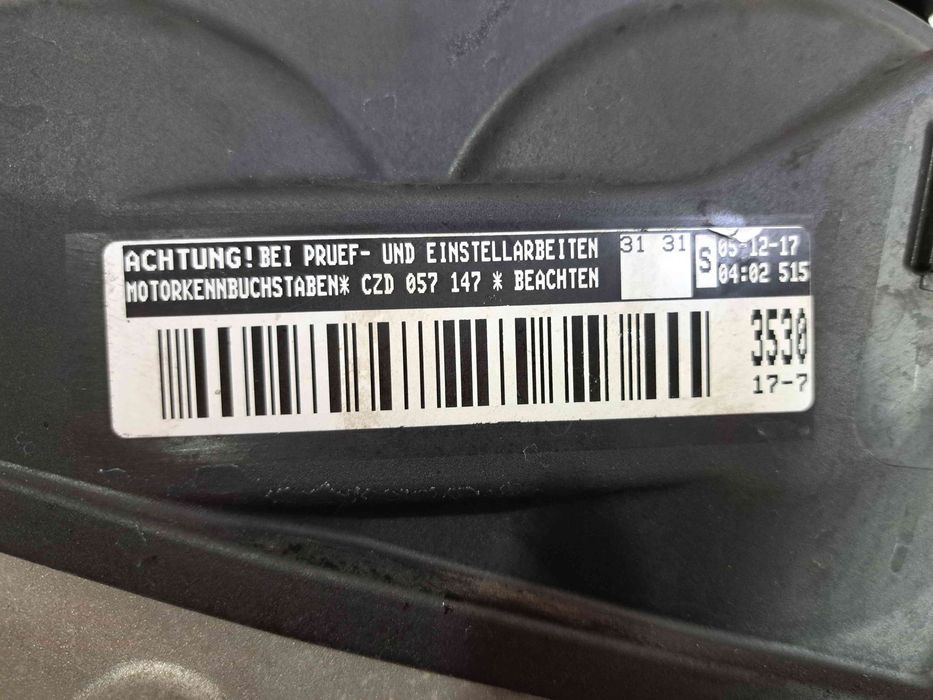 ACHTUNG! BEI PRUEF- UND EINSTELLARBEITEN
MOTORKENNBUCHSTABEN* CZD 057 147 * BEACHTEN
31 31
S
05-12-17
04:02 515
3530
17-7